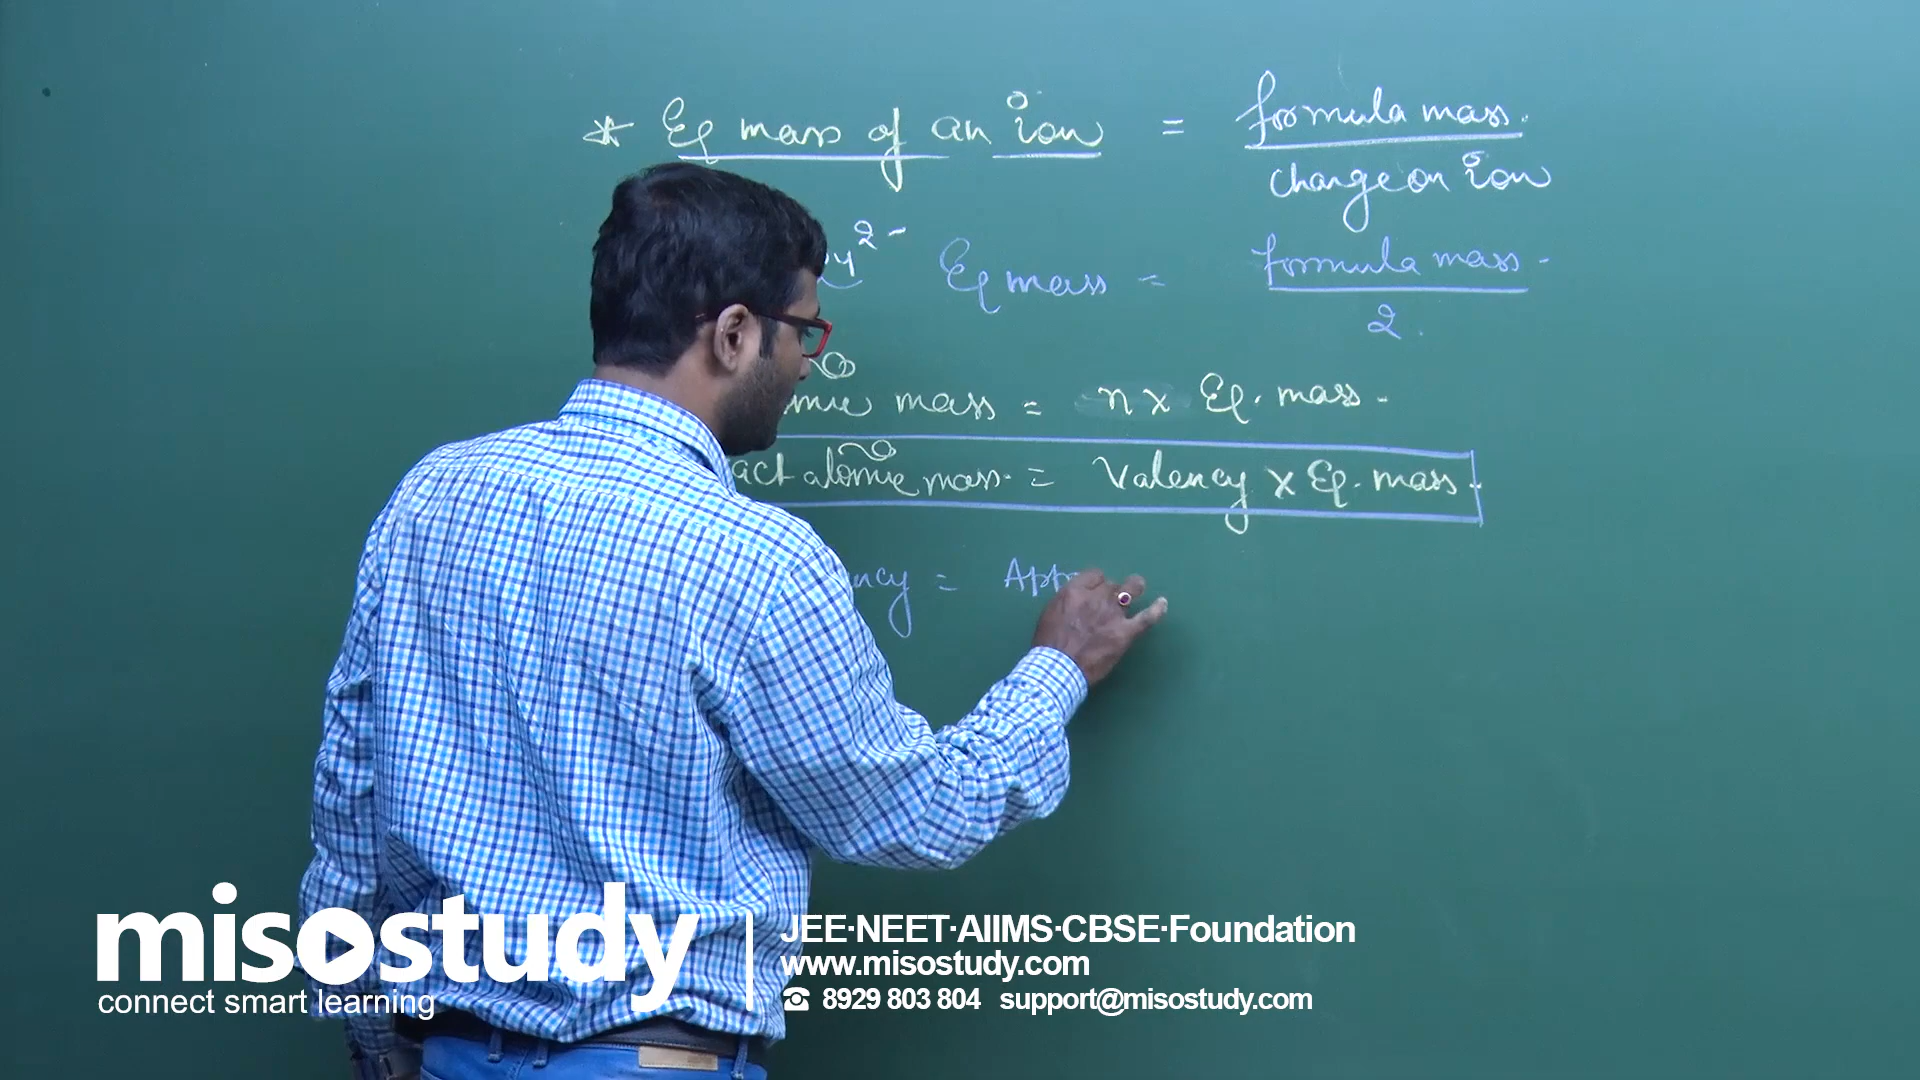 * Eq mass of an ion = formula mass.
charge on ion
2- Eq mass = formula mass.
2.
mass = n x Eq. mass.
act atomic mass. = Valency x Eq. mass.
ncy = App
misostudy
connect smart learning
JEE·NEET·AIIMS·CBSE·Foundation
www.misostudy.com
☎ 8929 803 804 support@misostudy.com